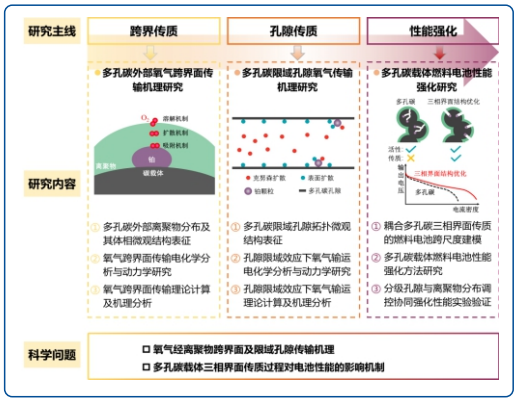 研究主线
跨界传质
孔隙传质
性能强化
研究内容
多孔碳外部氧气跨界面传
输机理研究
O₂
溶解机制
扩散机制
吸附机制
离聚物
铂
碳载体
① 多孔碳外部离聚物分布及
其体相微观结构表征
② 氧气跨界面传输电化学分
析与动力学研究
③ 氧气跨界面传质理论计算
及机理分析
多孔碳限域孔隙氧气传输
机理研究
克努森扩散
表面扩散
铂颗粒
多孔碳孔隙
① 多孔碳限域孔隙拓扑微观
结构表征
② 孔隙限域效应下氧气输运
电化学分析与动力学研究
③ 孔隙限域效应下氧气输运
理论计算及机理分析
多孔碳载体燃料电池性能
强化研究
多孔碳
三相界面结构优化
活性:
传质:
输出电压
三相界面结构优化
多孔碳
电流密度
① 耦合多孔碳三相界面传质
的燃料电池跨尺度建模
② 多孔碳载体燃料电池性能
强化方法研究
③ 分级孔隙与离聚物分布调
控协同强化性能实验验证
科学问题
氧气经离聚物跨界面及限域孔隙传输机理
多孔碳载体三相界面传质过程对电池性能的影响机制